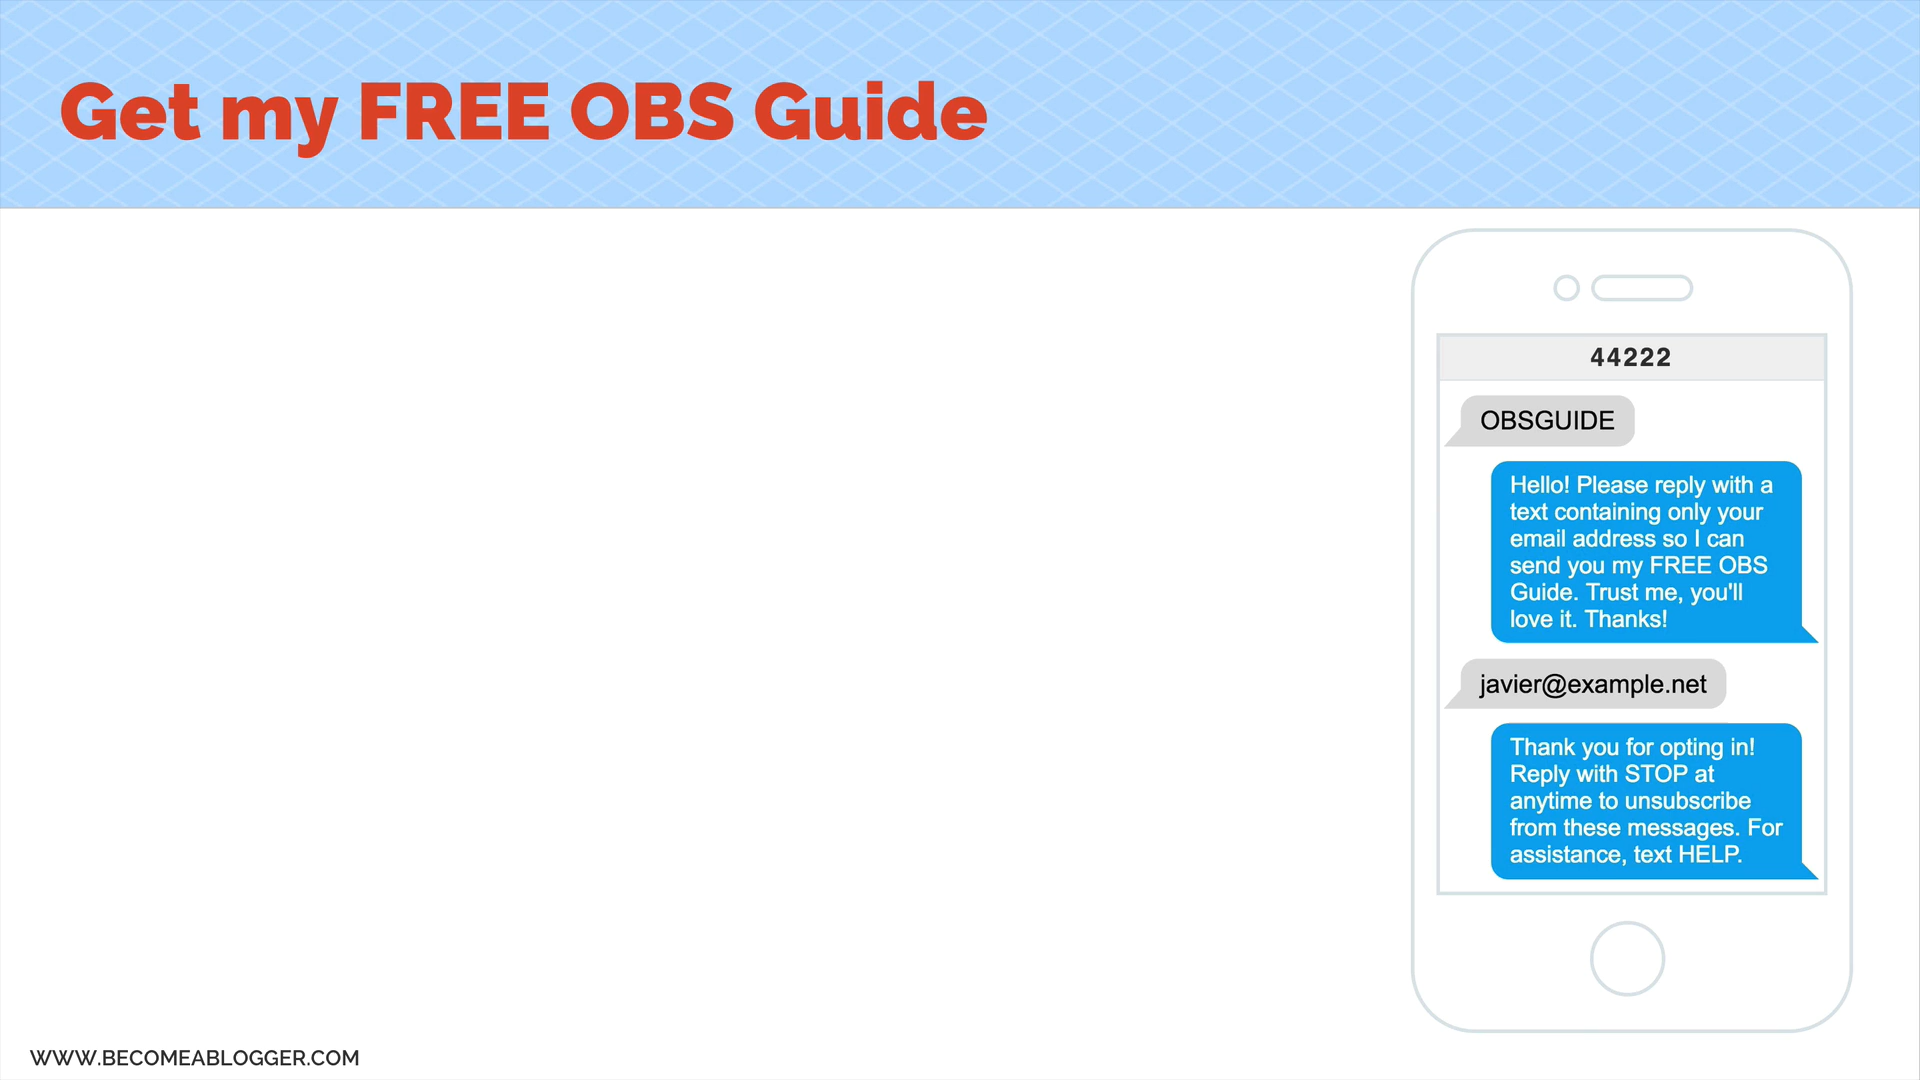 Get my FREE OBS Guide
44222
OBSGUIDE
Hello! Please reply with a
text containing only your
email address so I can
send you my FREE OBS
Guide. Trust me, you'll
love it. Thanks!
javier@example.net
Thank you for opting in!
Reply with STOP at
anytime to unsubscribe
from these messages. For
assistance, text HELP.
WWW.BECOMEABLOGGER.COM